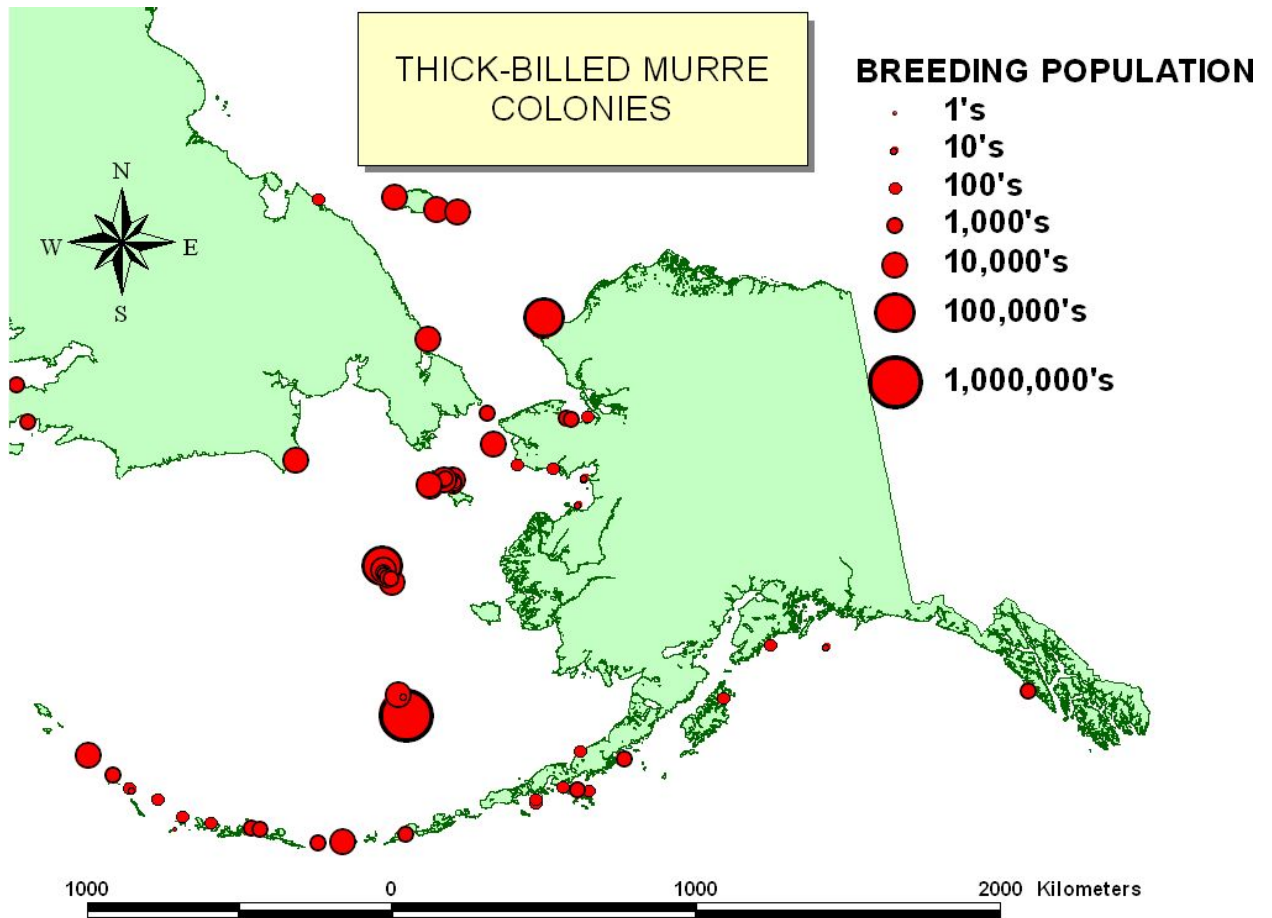 THICK-BILLED MURRE
COLONIES
BREEDING POPULATION
1's
10's
100's
1,000's
10,000's
100,000's
1,000,000's
N
W E
S
1000 0 1000 2000 Kilometers